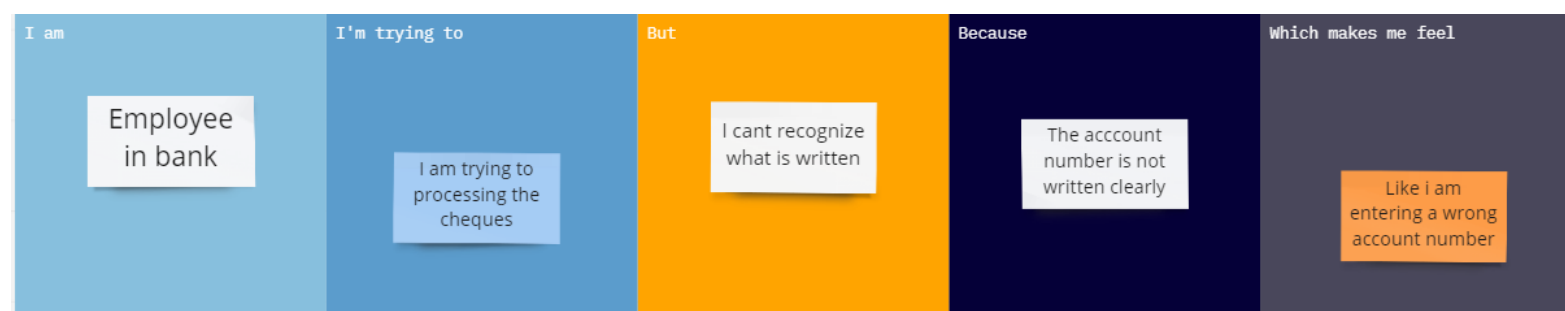 I am
Employee
in bank
I'm trying to
I am trying to
processing the
cheques
But
I cant recognize
what is written
Because
The acccount
number is not
written clearly
Which makes me feel
Like i am
entering a wrong
account number